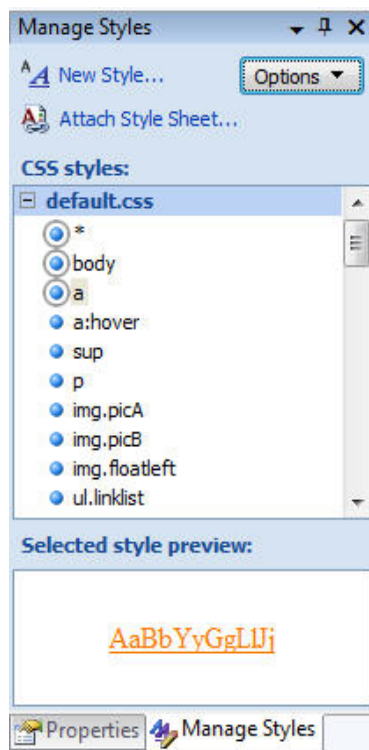 Manage Styles
New Style...
Options
Attach Style Sheet...
CSS styles:
default.css
*
body
a
a:hover
sup
p
img.picA
img.picB
img.floatleft
ul.linklist
Selected style preview:
AaBbYyGgLlJj
Properties Manage Styles